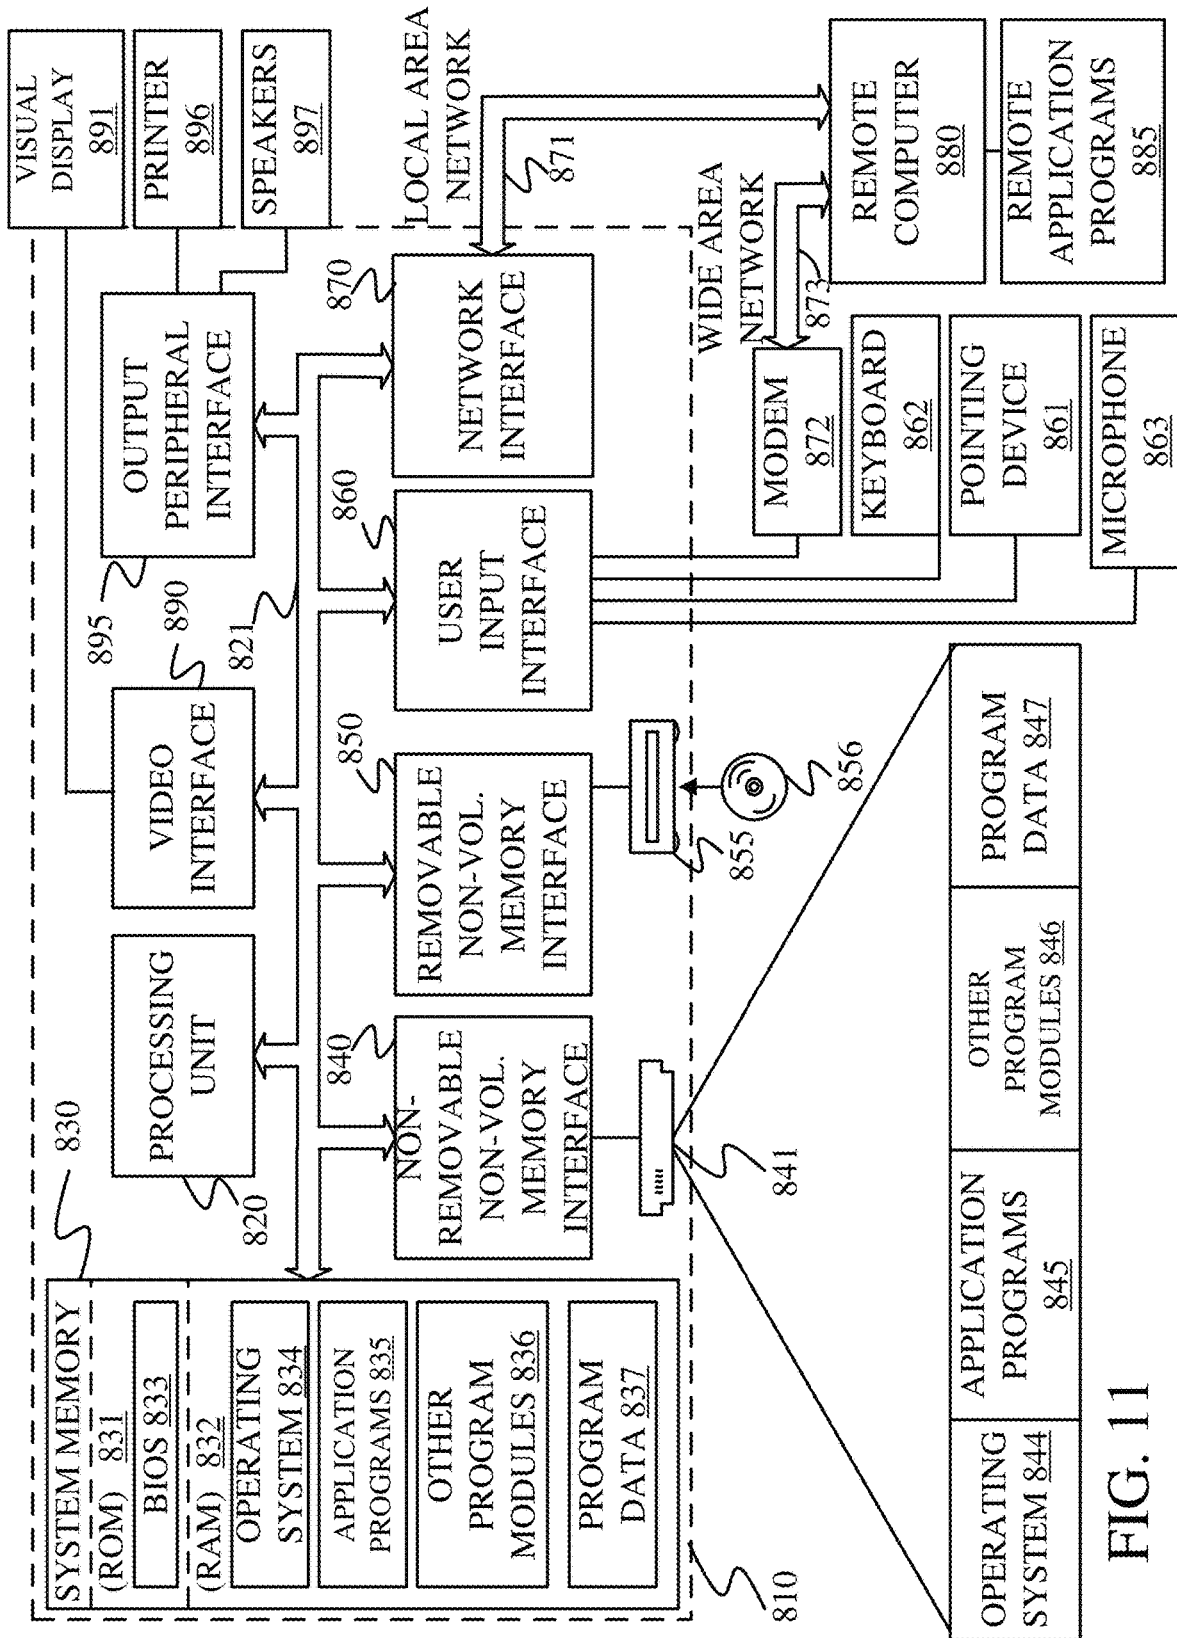 SYSTEM MEMORY
(ROM) 831
BIOS 833
(RAM) 832
OPERATING
SYSTEM 834
APPLICATION
PROGRAMS 835
OTHER
PROGRAM
MODULES 836
PROGRAM
DATA 837
830
810
PROCESSING
UNIT
820
VIDEO
INTERFACE
890
821
OUTPUT
PERIPHERAL
INTERFACE
895
VISUAL
DISPLAY
891
PRINTER
896
SPEAKERS
897
NON-
REMOVABLE
NON-VOL.
MEMORY
INTERFACE
840
REMOVABLE
NON-VOL.
MEMORY
INTERFACE
850
USER
INPUT
INTERFACE
860
NETWORK
INTERFACE
870
LOCAL AREA
NETWORK
871
841
855
856
WIDE AREA
NETWORK
873
MODEM
872
KEYBOARD
862
POINTING
DEVICE
861
MICROPHONE
863
REMOTE
COMPUTER
880
REMOTE
APPLICATION
PROGRAMS
885
OPERATING
SYSTEM 844
APPLICATION
PROGRAMS
845
OTHER
PROGRAM
MODULES 846
PROGRAM
DATA 847
FIG. 11